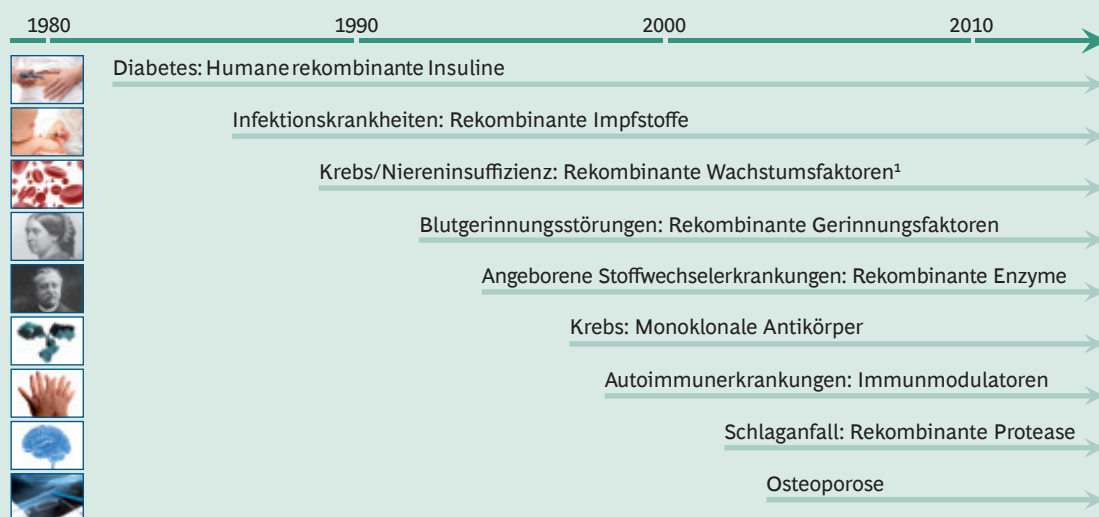 1980 1990 2000 2010
Diabetes: Humane rekombinante Insuline
Infektionskrankheiten: Rekombinante Impfstoffe
Krebs/Niereninsuffizienz: Rekombinante Wachstumsfaktoren¹
Blutgerinnungsstörungen: Rekombinante Gerinnungsfaktoren
Angeborene Stoffwechselerkrankungen: Rekombinante Enzyme
Krebs: Monoklonale Antikörper
Autoimmunerkrankungen: Immunmodulatoren
Schlaganfall: Rekombinante Protease
Osteoporose